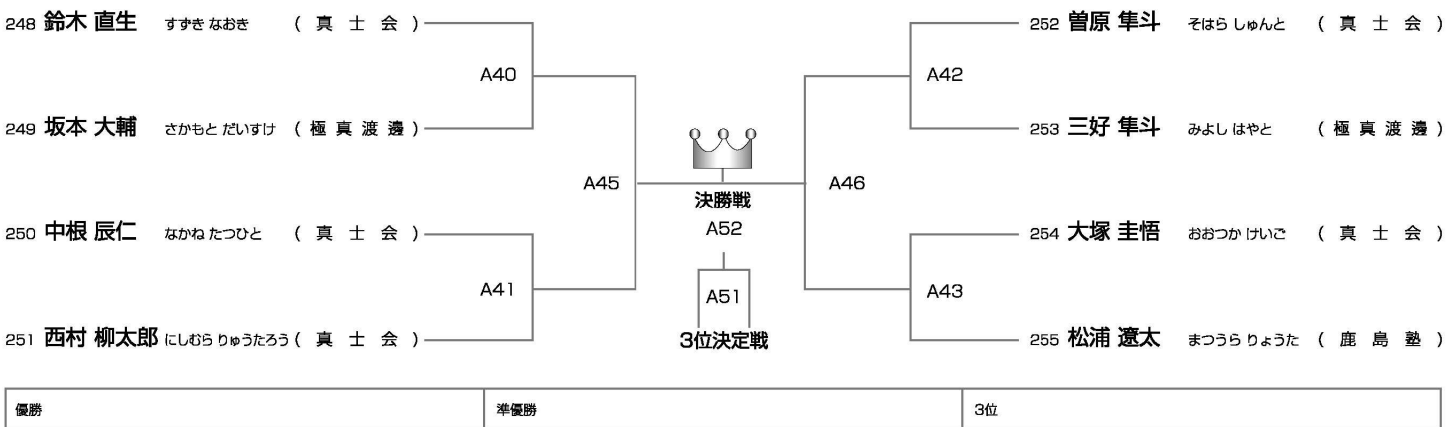 248 鈴木 直生 すずき なおき ( 真 士 会 )
A40
249 坂本 大輔 さかもと だいすけ ( 極 真 渡 邊 )
A45
250 中根 辰仁 なかね たつひと ( 真 士 会 )
A41
251 西村 柳太郎 にしむら りゅうたろう ( 真 士 会 )
決勝戦
A52
A51
3位決定戦
252 曽原 隼斗 そはら しゅんと ( 真 士 会 )
A42
253 三好 隼斗 みよし はやと ( 極 真 渡 邊 )
A46
254 大塚 圭悟 おおつか けいご ( 真 士 会 )
A43
255 松浦 遼太 まつうら りょうた ( 鹿 島 塾 )
優勝 準優勝 3位